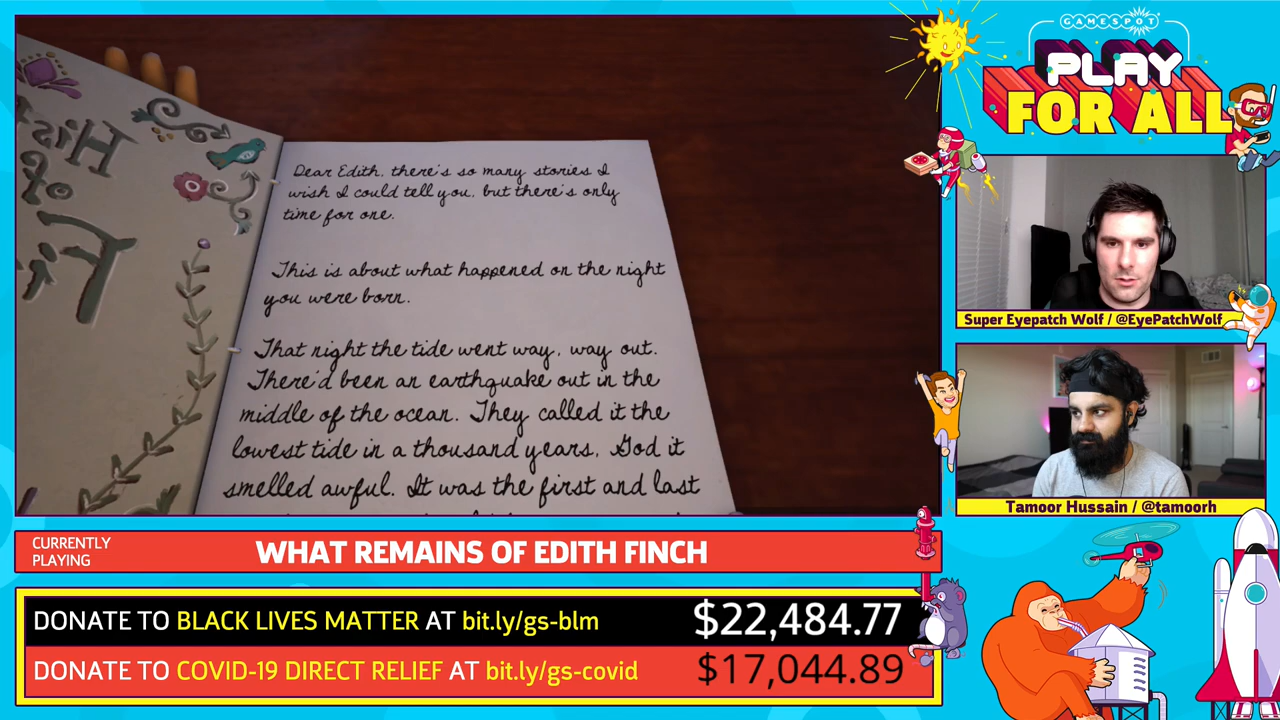 His
of
Fi
Dear Edith, there's so many stories I
wish I could tell you, but there's only
time for one.
This is about what happened on the night
you were born.
That night the tide went way, way out.
There'd been an earthquake out in the
middle of the ocean. They called it the
lowest tide in a thousand years. God it
smelled awful. It was the first and last
GAMESPOT
PLAY
FOR ALL
Super Eyepatch Wolf / @EyePatchWolf
Tamoor Hussain / @tamoorh
CURRENTLY
PLAYING
WHAT REMAINS OF EDITH FINCH
DONATE TO BLACK LIVES MATTER AT bit.ly/gs-blm $22,484.77
DONATE TO COVID-19 DIRECT RELIEF AT bit.ly/gs-covid $17,044.89